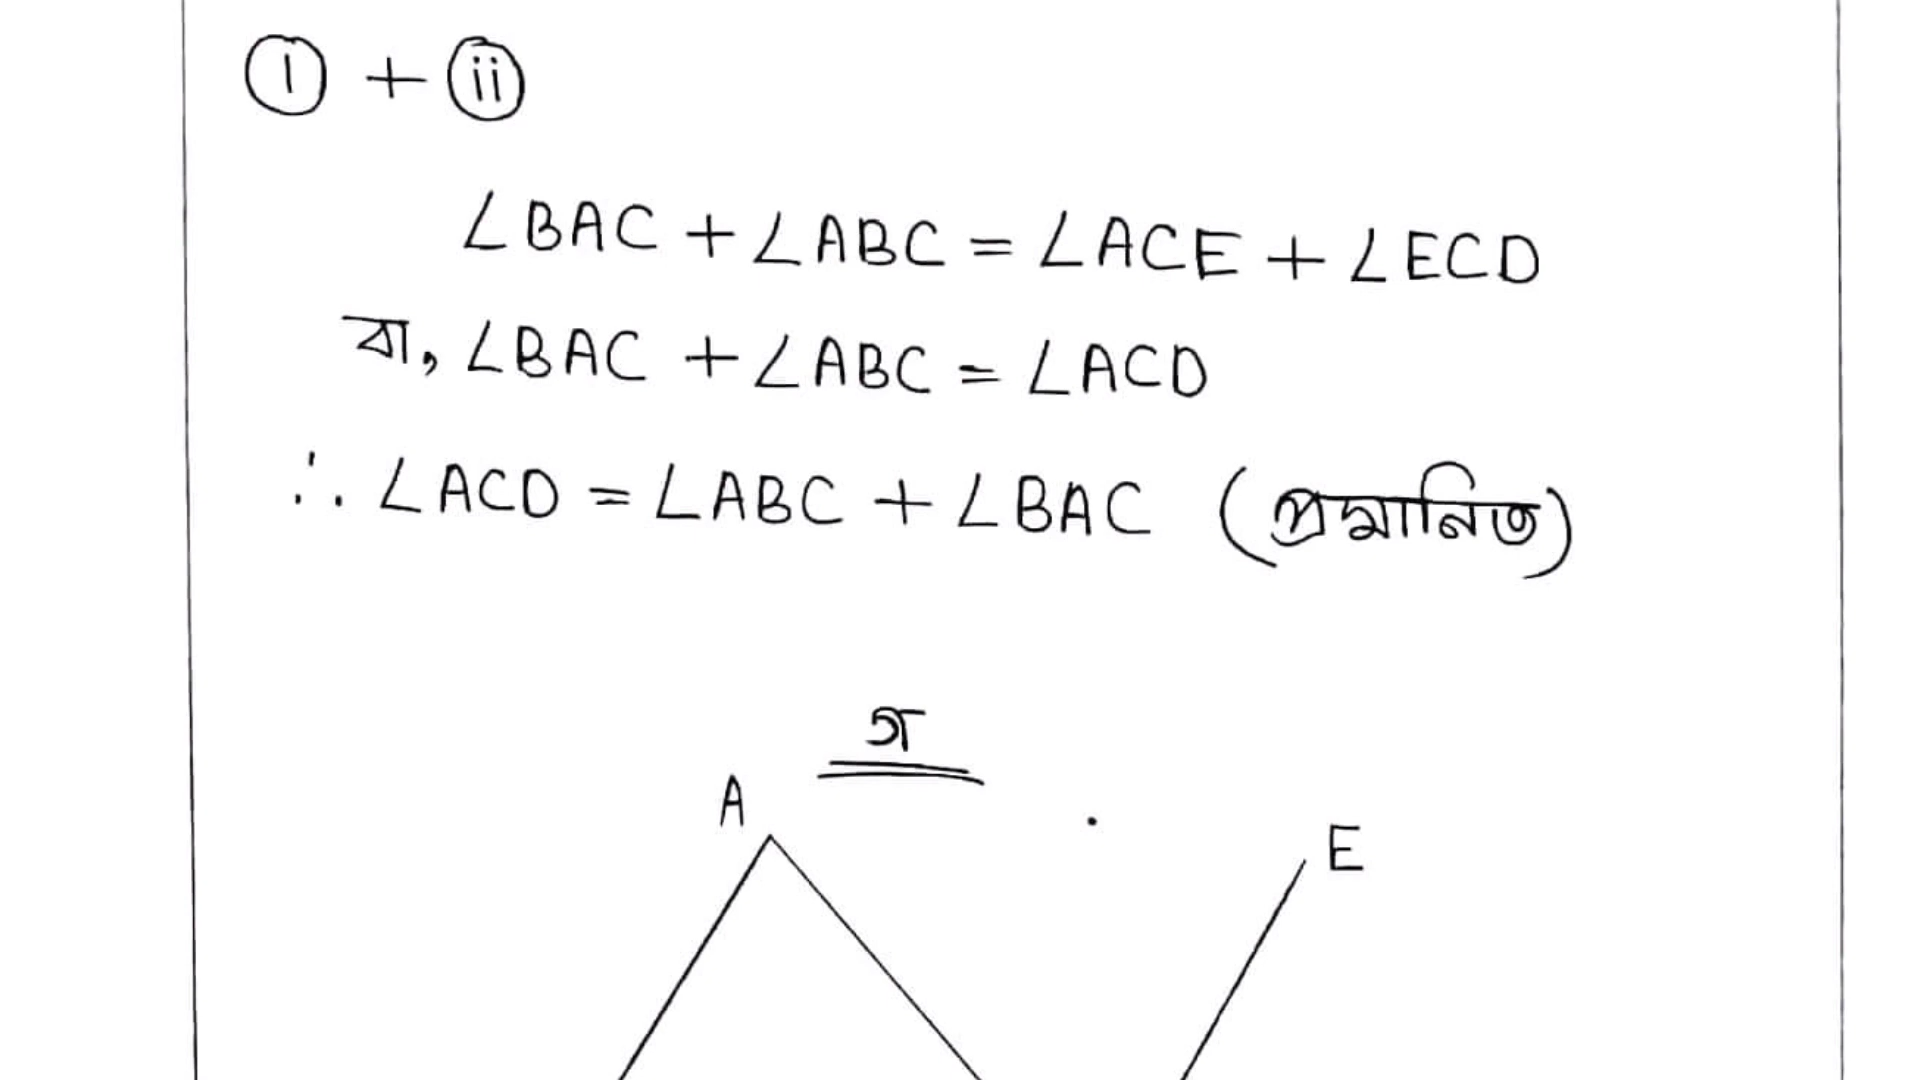 ⓘ + ⓘⓘ
∠BAC + ∠ABC = ∠ACE + ∠ECD
বা, ∠BAC + ∠ABC = ∠ACD
∴ ∠ACD = ∠ABC + ∠BAC (প্রমানিত)
গ
A
E